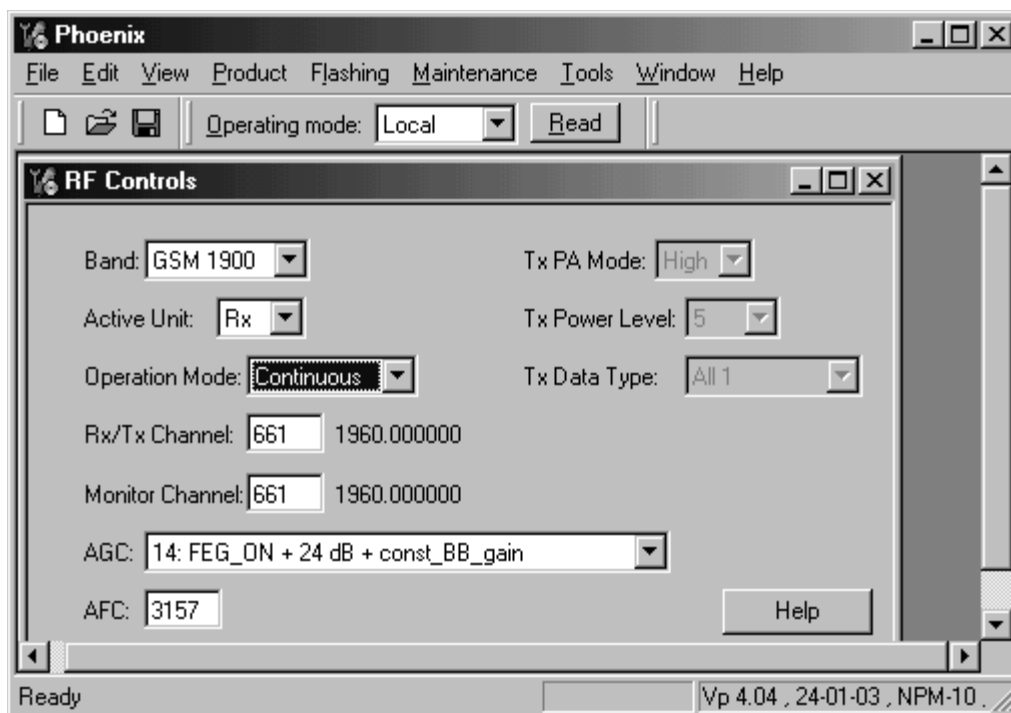 Phoenix
File Edit View Product Flashing Maintenance Tools Window Help
Operating mode: Local Read
RF Controls
Band: GSM 1900 Tx PA Mode: High
Active Unit: Rx Tx Power Level: 5
Operation Mode: Continuous Tx Data Type: All 1
Rx/Tx Channel: 661 1960.000000
Monitor Channel: 661 1960.000000
AGC: 14: FEG_ON + 24 dB + const_BB_gain
AFC: 3157 Help
Ready Vp 4.04 , 24-01-03 , NPM-10 ,